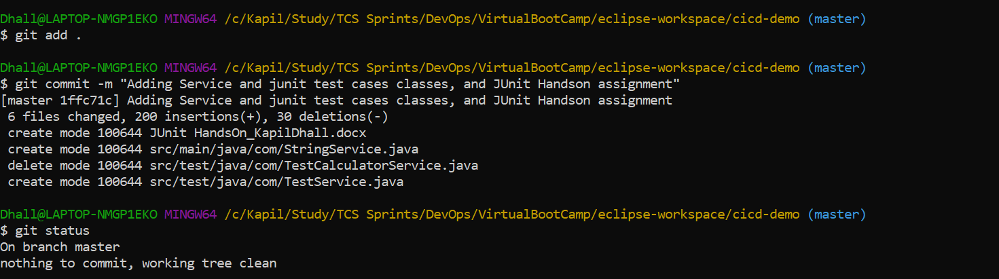 Dhall@LAPTOP-NMGP1EKO MINGW64 /c/Kapil/Study/TCS Sprints/DevOps/VirtualBootCamp/eclipse-workspace/cicd-demo (master)
$ git add .
Dhall@LAPTOP-NMGP1EKO MINGW64 /c/Kapil/Study/TCS Sprints/DevOps/VirtualBootCamp/eclipse-workspace/cicd-demo (master)
$ git commit -m "Adding Service and junit test cases classes, and JUnit Handson assignment"
[master 1ffc71c] Adding Service and junit test cases classes, and JUnit Handson assignment
 6 files changed, 200 insertions(+), 30 deletions(-)
 create mode 100644 JUnit HandsOn_KapilDhall.docx
 create mode 100644 src/main/java/com/StringService.java
 delete mode 100644 src/test/java/com/TestCalculatorService.java
 create mode 100644 src/test/java/com/TestService.java
Dhall@LAPTOP-NMGP1EKO MINGW64 /c/Kapil/Study/TCS Sprints/DevOps/VirtualBootCamp/eclipse-workspace/cicd-demo (master)
$ git status
On branch master
nothing to commit, working tree clean